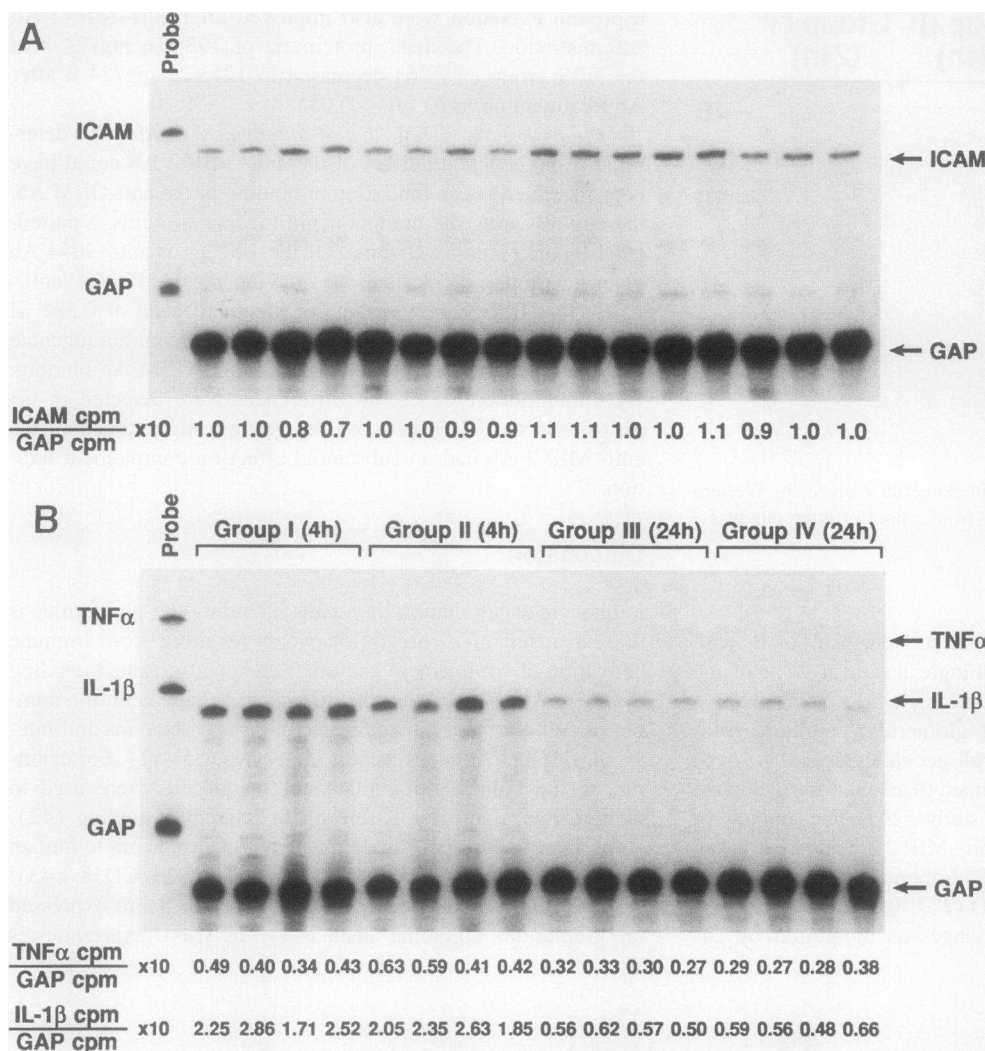 A
Probe
ICAM
GAP
ICAM
GAP
ICAM cpm
GAP cpm
x10 1.0 1.0 0.8 0.7 1.0 1.0 0.9 0.9 1.1 1.1 1.0 1.0 1.1 0.9 1.0 1.0
B
Probe
Group I (4h) Group II (4h) Group III (24h) Group IV (24h)
TNFα
IL-1β
GAP
TNFα
IL-1β
GAP
TNFα cpm
GAP cpm
x10 0.49 0.40 0.34 0.43 0.63 0.59 0.41 0.42 0.32 0.33 0.30 0.27 0.29 0.27 0.28 0.38
IL-1β cpm
GAP cpm
x10 2.25 2.86 1.71 2.52 2.05 2.35 2.63 1.85 0.56 0.62 0.57 0.50 0.59 0.56 0.48 0.66